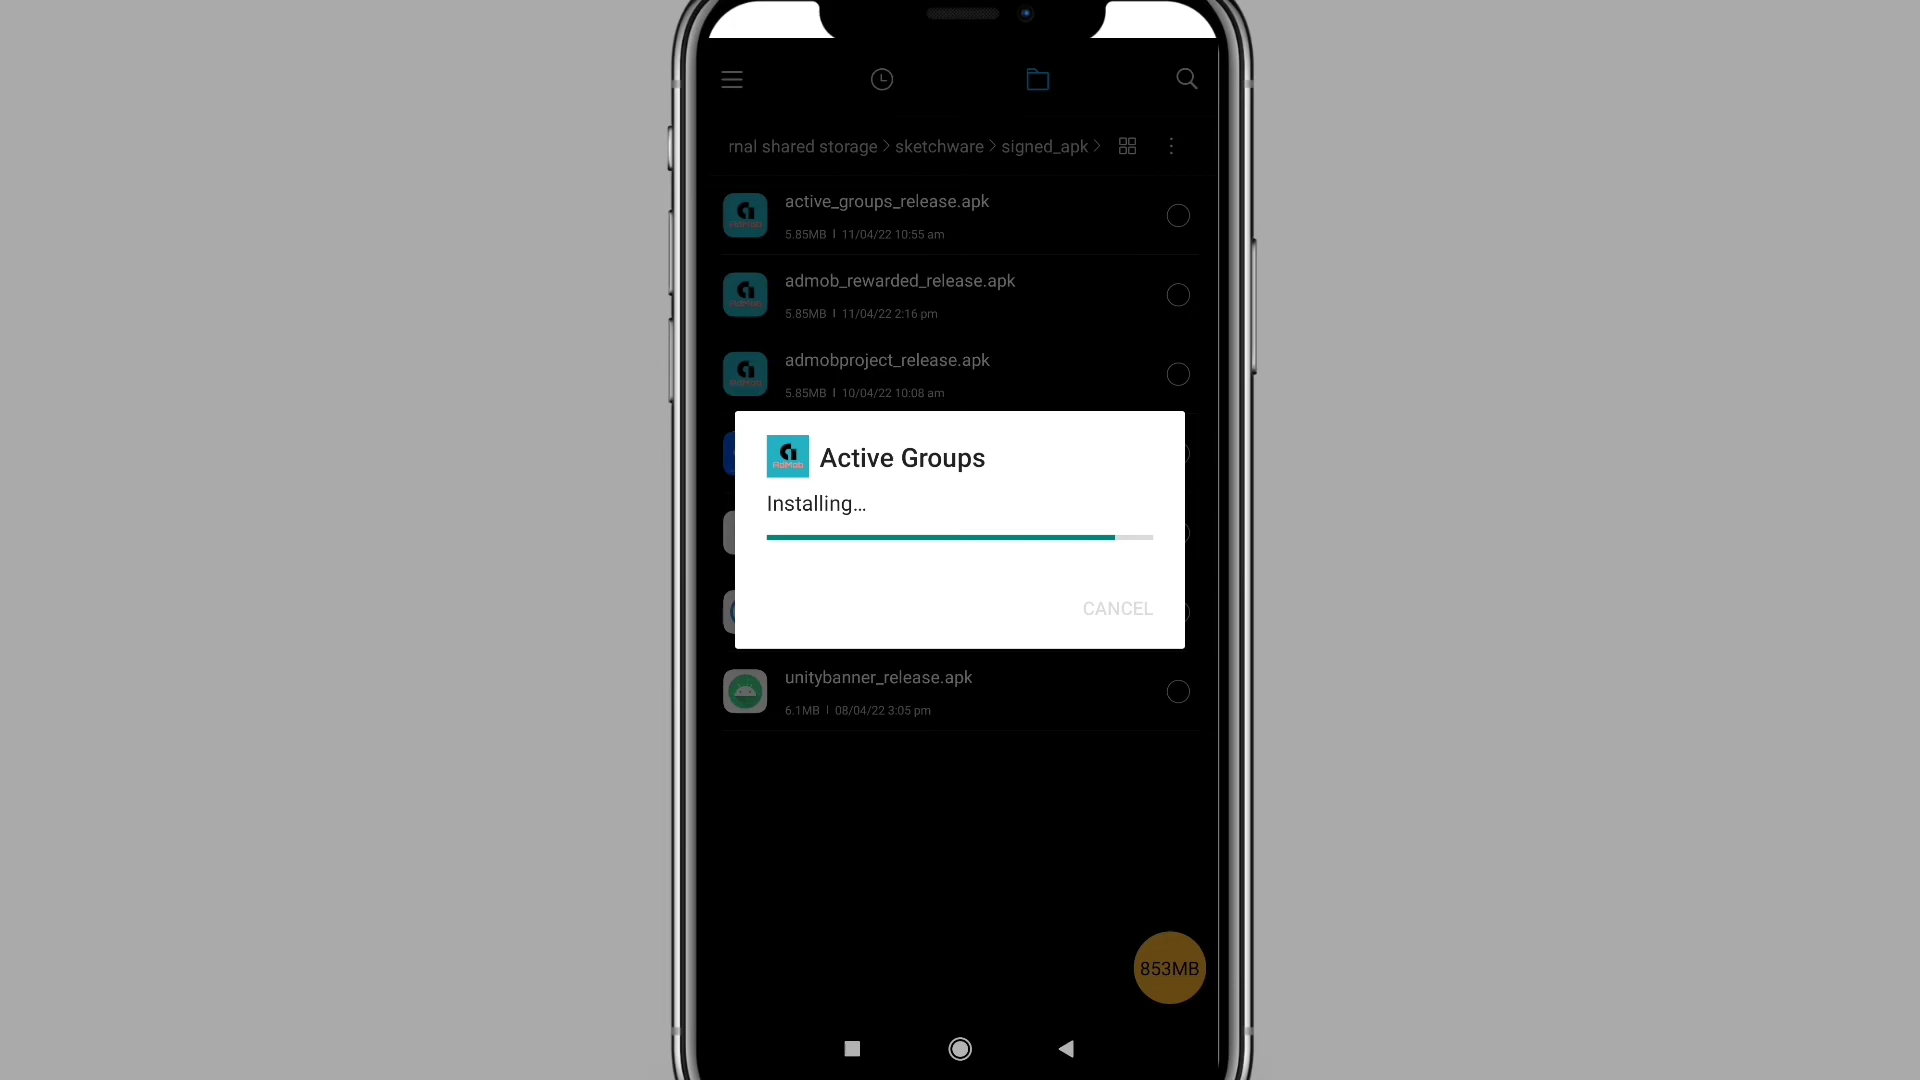 rnal shared storage > sketchware > signed_apk >
active_groups_release.apk
5.85MB | 11/04/22 10:55 am
admob_rewarded_release.apk
5.85MB | 11/04/22 2:16 pm
admobproject_release.apk
5.85MB | 10/04/22 10:08 am
AdMob
Active Groups
Installing...
CANCEL
unitybanner_release.apk
6.1MB | 08/04/22 3:05 pm
853MB